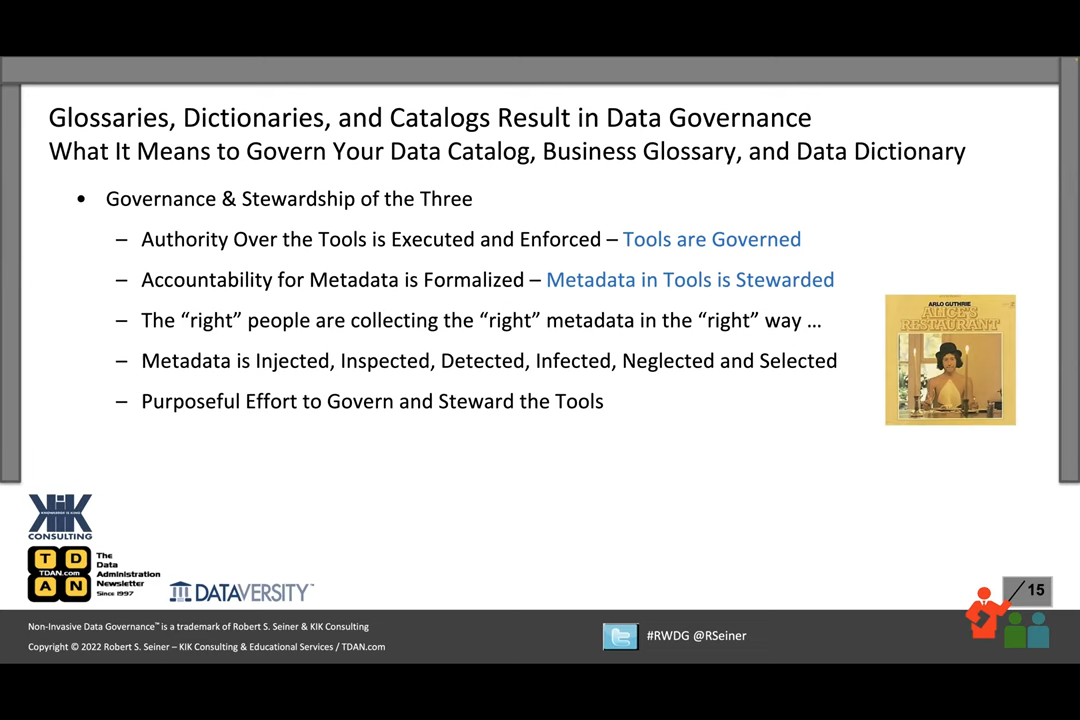 Glossaries, Dictionaries, and Catalogs Result in Data Governance
What It Means to Govern Your Data Catalog, Business Glossary, and Data Dictionary
• Governance & Stewardship of the Three
– Authority Over the Tools is Executed and Enforced – Tools are Governed
– Accountability for Metadata is Formalized – Metadata in Tools is Stewarded
– The “right” people are collecting the “right” metadata in the “right” way …
– Metadata is Injected, Inspected, Detected, Infected, Neglected and Selected
– Purposeful Effort to Govern and Steward the Tools
ARLO GUTHRIE
ALICE'S
RESTAURANT
KIK
KNOWLEDGE IS KING
CONSULTING
T D
TDAN.com
A N
The
Data
Administration
Newsletter
Since 1997
DATAVERSITY™
15
Non-Invasive Data Governance™ is a trademark of Robert S. Seiner & KIK Consulting
Copyright © 2022 Robert S. Seiner – KIK Consulting & Educational Services / TDAN.com
#RWDG @RSeiner